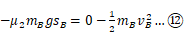 -μ₂m_Bgs_B = 0 - ½m_Bv_B² ... ⑫